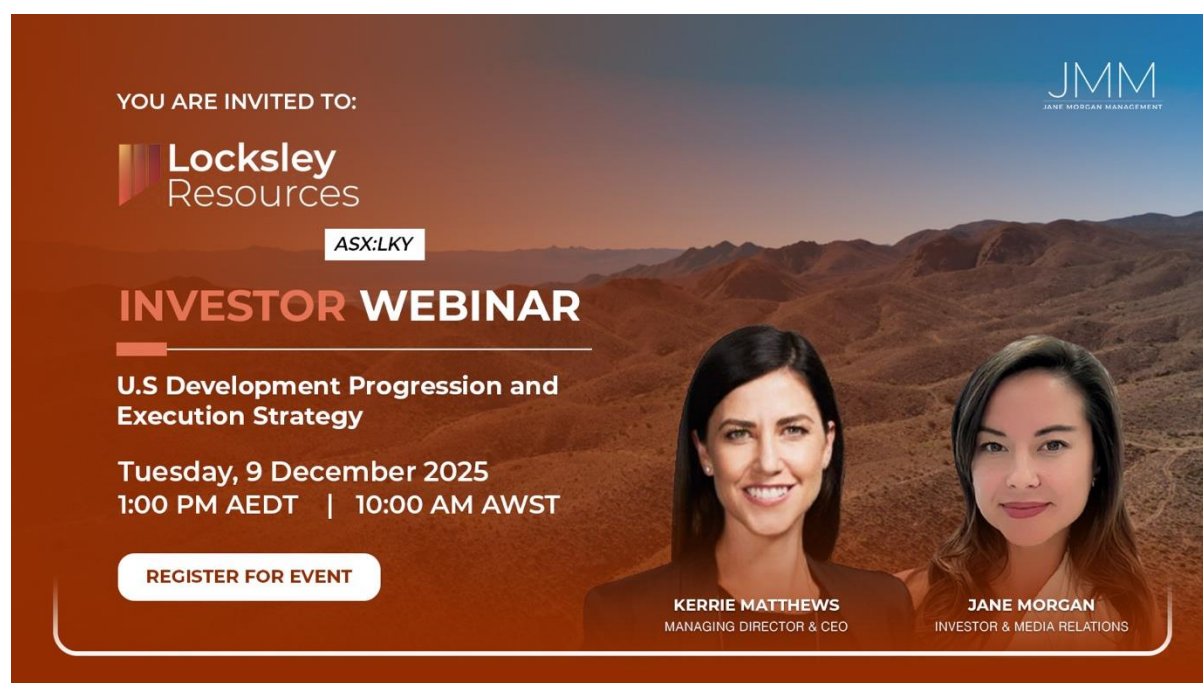 YOU ARE INVITED TO:
JMM
JANE MORGAN MANAGEMENT
Locksley
Resources
ASX:LKY
INVESTOR WEBINAR
U.S Development Progression and
Execution Strategy
Tuesday, 9 December 2025
1:00 PM AEDT | 10:00 AM AWST
REGISTER FOR EVENT
KERRIE MATTHEWS
MANAGING DIRECTOR & CEO
JANE MORGAN
INVESTOR & MEDIA RELATIONS